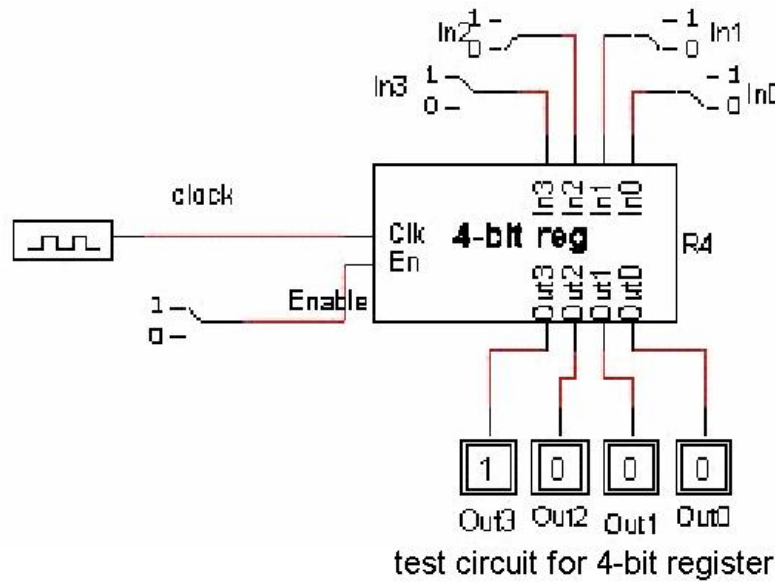 In2 1
0
1 In1
0
In3 1
0
1
0 In0
clock
Clk
En
4-bit reg
In3
In2
In1
In0
Out3
Out2
Out1
Out0
R4
Enable
1
0
1 0 0 0
Out3 Out2 Out1 Out0
test circuit for 4-bit register